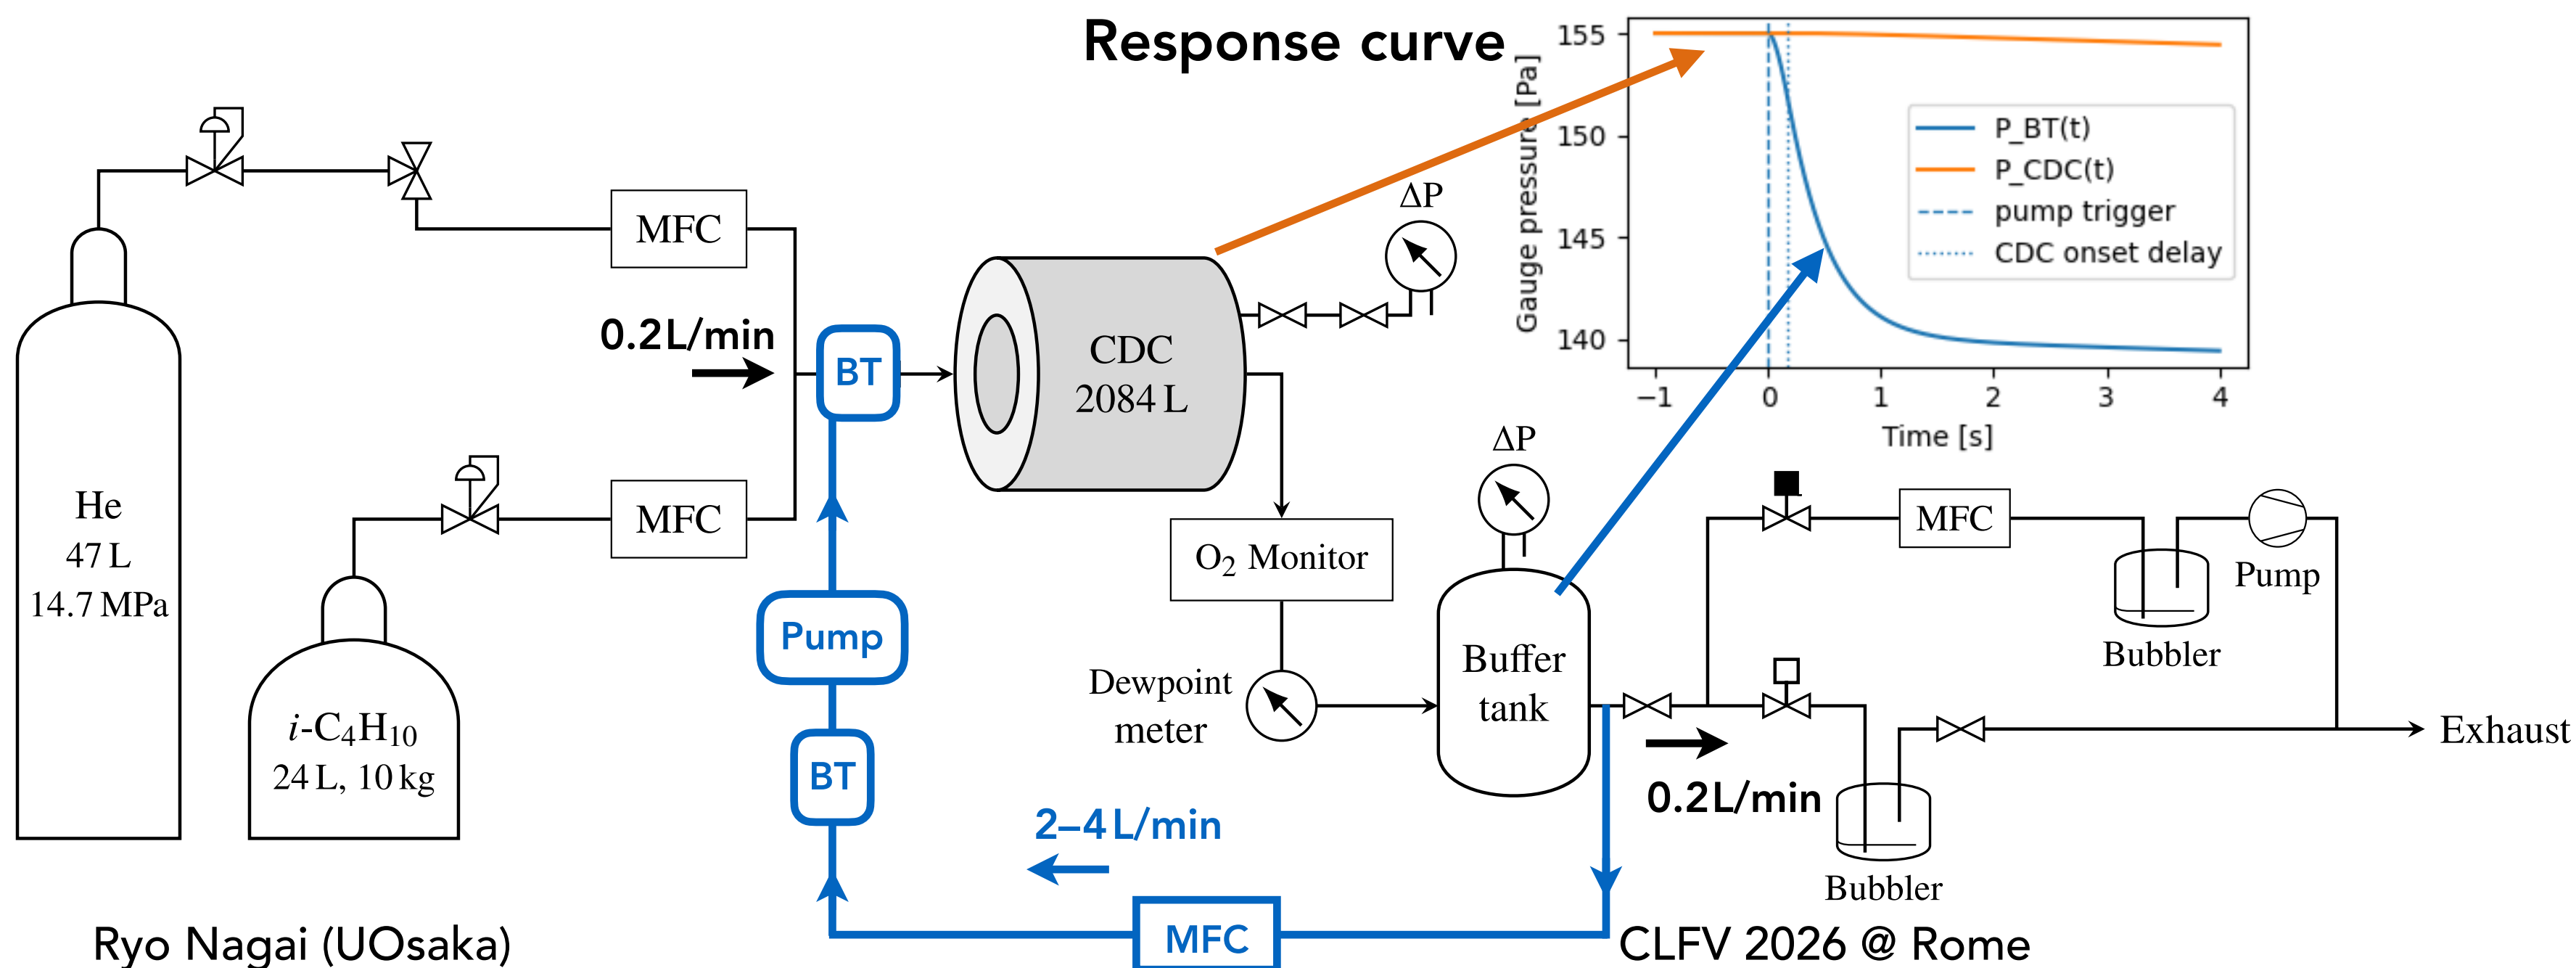 Response curve
155
150
145
140
Gauge pressure [Pa]
P_BT(t)
P_CDC(t)
pump trigger
CDC onset delay
−1
0
1
2
3
4
Time [s]
MFC
ΔP
0.2 L/min
BT
CDC
2084 L
He
47 L
14.7 MPa
MFC
i-C₄H₁₀
24 L, 10 kg
Pump
BT
O₂ Monitor
Dewpoint
meter
ΔP
Buffer
tank
MFC
Bubbler
Pump
Exhaust
0.2 L/min
Bubbler
2–4 L/min
MFC
Ryo Nagai (UOsaka)
CLFV 2026 @ Rome